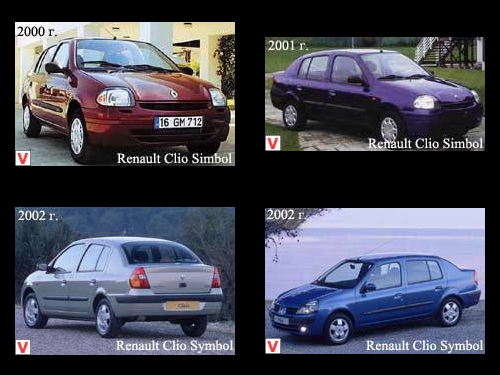 2000 г.
16 GM 712
V
Renault Clio Simbol
2001 г.
V
Renault Clio Simbol
2002 г.
V
Renault Clio Symbol
2002 г.
V
Renault Clio Symbol